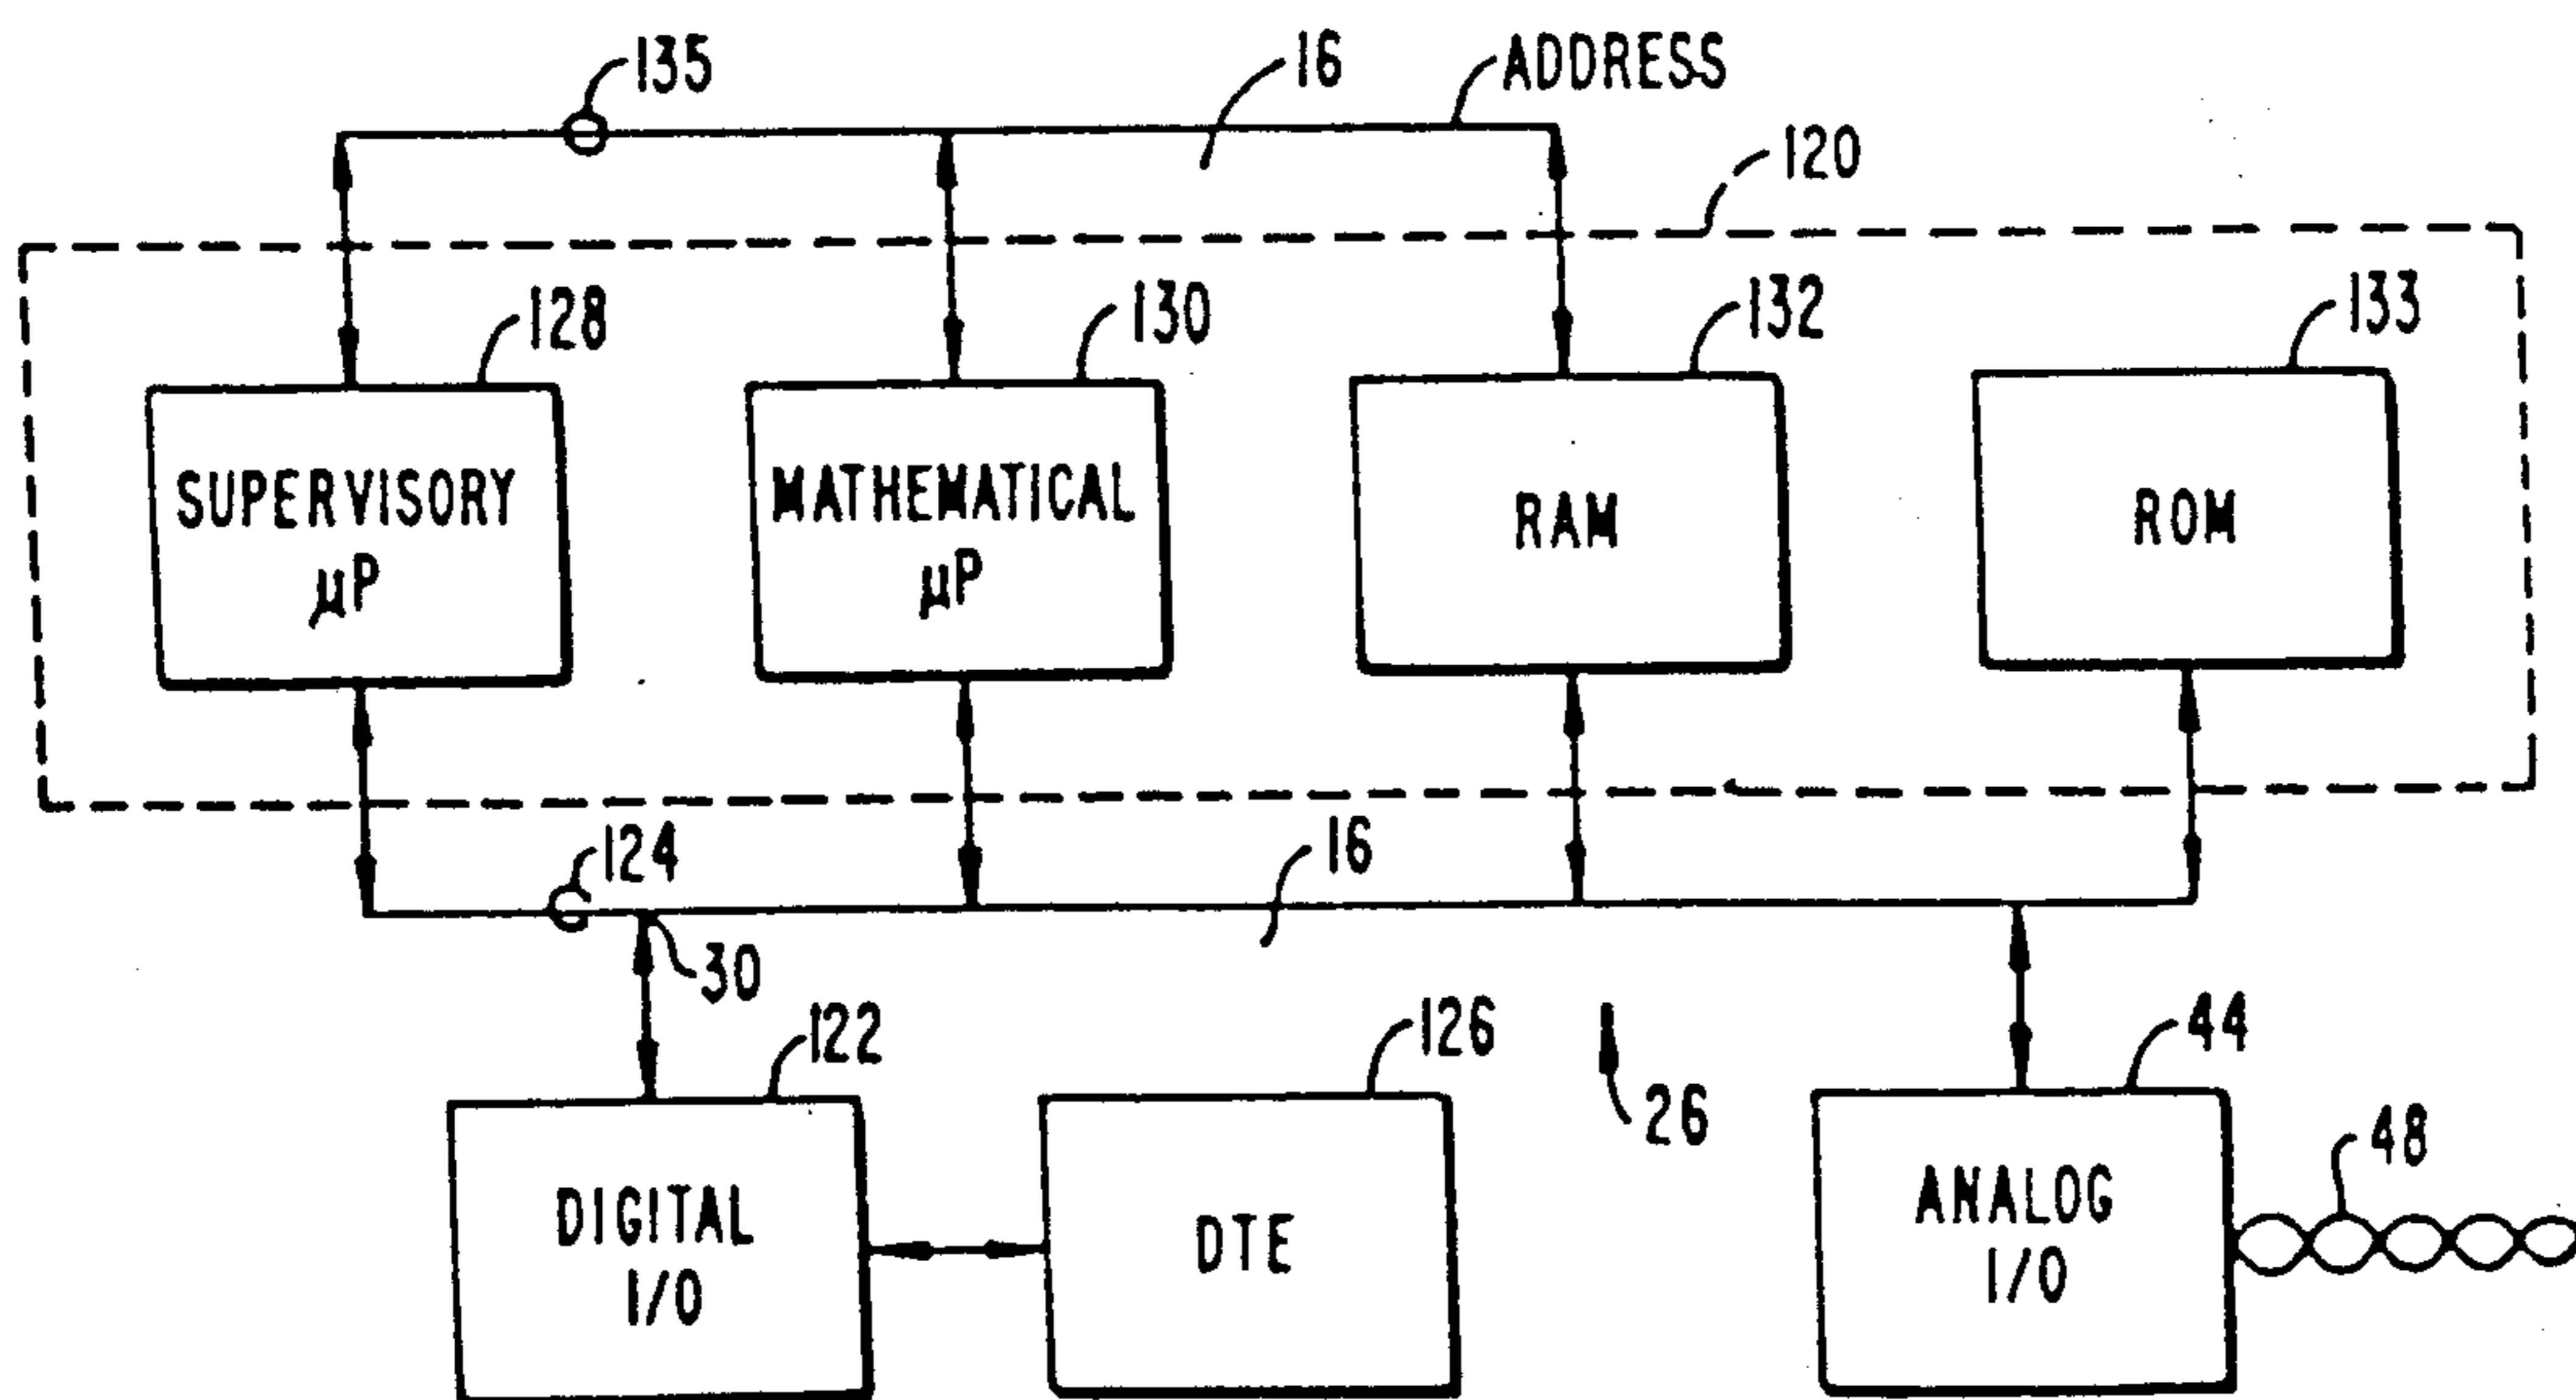 135
16
ADDRESS
120
128
130
132
133
SUPERVISORY
μP
MATHEMATICAL
μP
RAM
ROM
124
16
30
122
126
26
44
48
DIGITAL
I/O
DTE
ANALOG
I/O